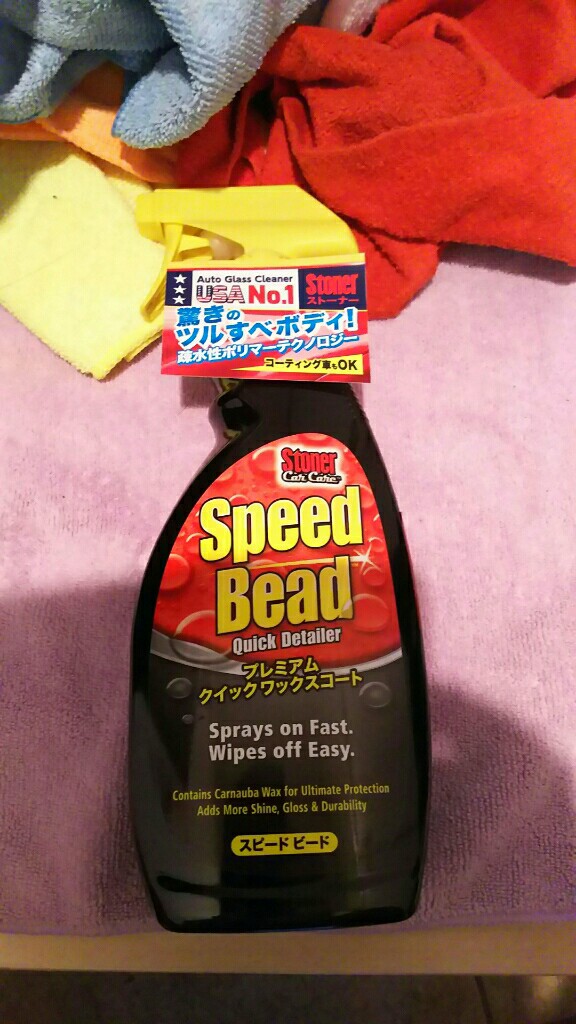 Auto Glass Cleaner
USA No.1
Stoner
ストーナー
驚きの
ツルすべボディ!
疎水性ポリマーテクノロジー
コーティング車もOK
Stoner
Car Care™
Speed
Bead
Quick Detailer
プレミアム
クイックワックスコート
Sprays on Fast.
Wipes off Easy.
Contains Carnauba Wax for Ultimate Protection
Adds More Shine, Gloss & Durability
スピード ビード